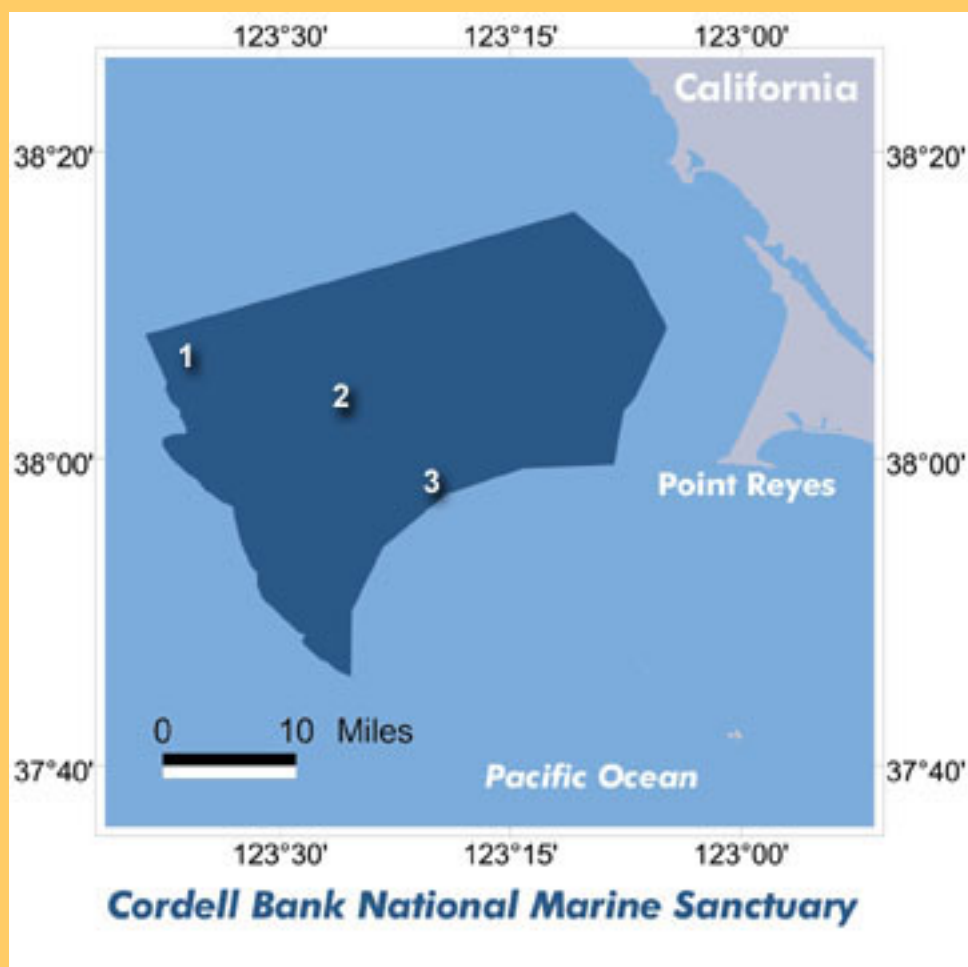 123°30' 123°15' 123°00'
California
38°20' 38°20'
1
2
3
38°00' 38°00'
Point Reyes
0 10 Miles
37°40' 37°40'
Pacific Ocean
123°30' 123°15' 123°00'
Cordell Bank National Marine Sanctuary